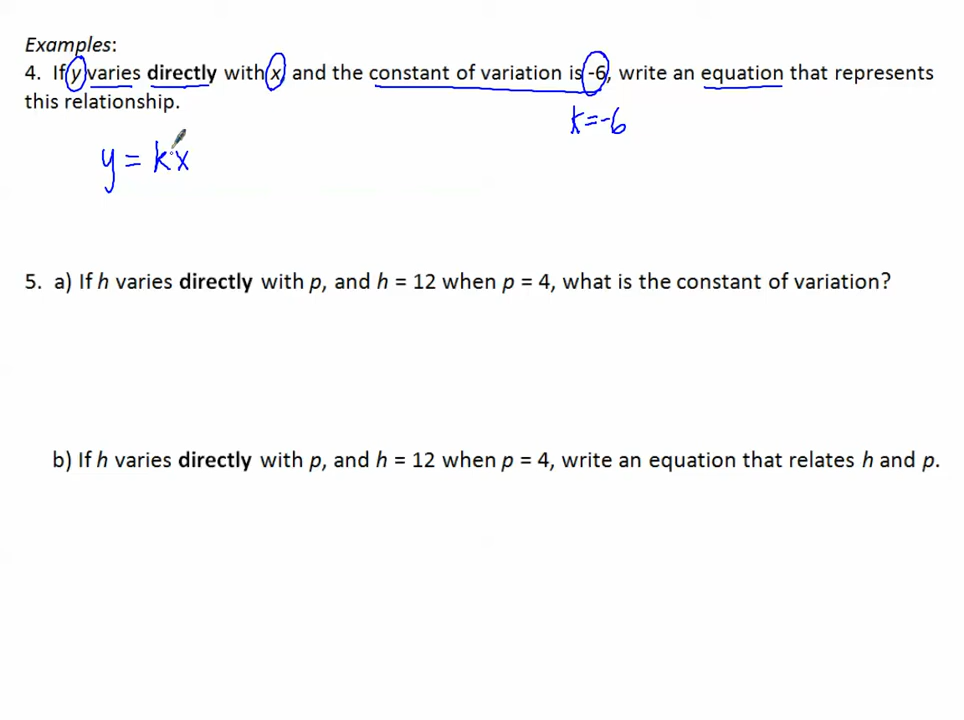 Examples:
4. If y varies directly with x, and the constant of variation is -6, write an equation that represents
this relationship.
k=-6
y = k·x
5. a) If h varies directly with p, and h = 12 when p = 4, what is the constant of variation?
b) If h varies directly with p, and h = 12 when p = 4, write an equation that relates h and p.